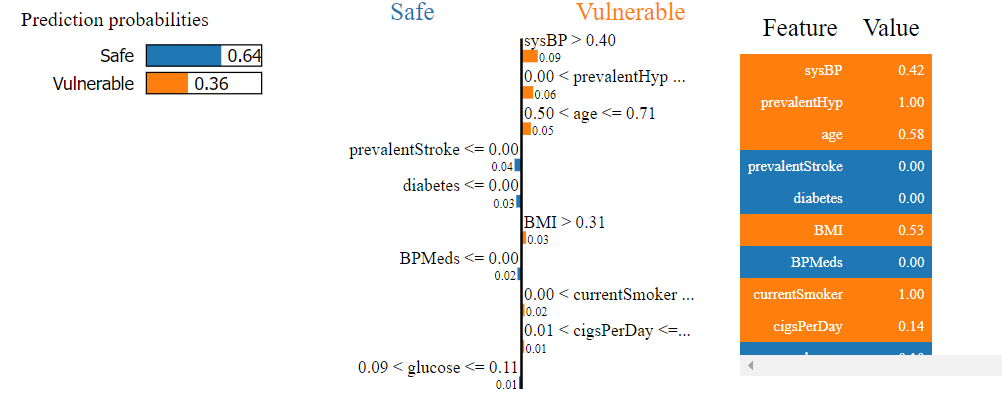 Prediction probabilities
Safe 0.64
Vulnerable 0.36
Safe Vulnerable
sysBP > 0.40
0.09
0.00 < prevalentHyp ...
0.06
0.50 < age <= 0.71
0.05
prevalentStroke <= 0.00
0.04
diabetes <= 0.00
0.03
BMI > 0.31
0.03
BPMeds <= 0.00
0.02
0.00 < currentSmoker ...
0.02
0.01 < cigsPerDay <=...
0.01
0.09 < glucose <= 0.11
0.01
Feature Value
sysBP 0.42
prevalentHyp 1.00
age 0.58
prevalentStroke 0.00
diabetes 0.00
BMI 0.53
BPMeds 0.00
currentSmoker 1.00
cigsPerDay 0.14